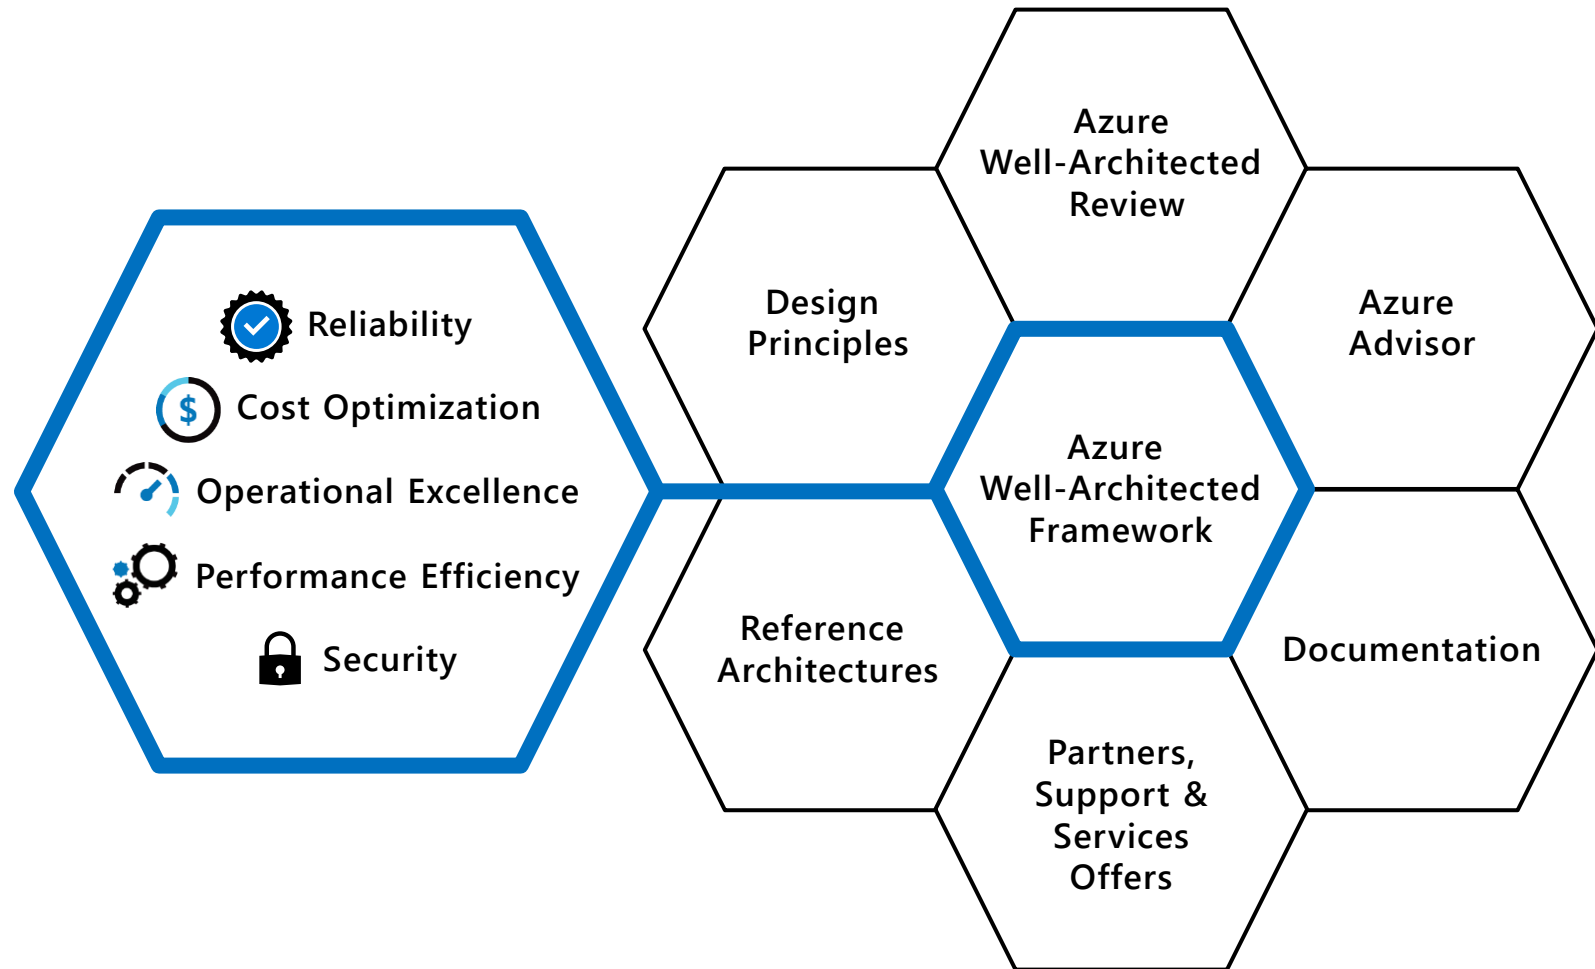 Reliability
$
Cost Optimization
Operational Excellence
Performance Efficiency
Security
Azure
Well-Architected
Review
Design
Principles
Azure
Advisor
Azure
Well-Architected
Framework
Reference
Architectures
Documentation
Partners,
Support &
Services
Offers